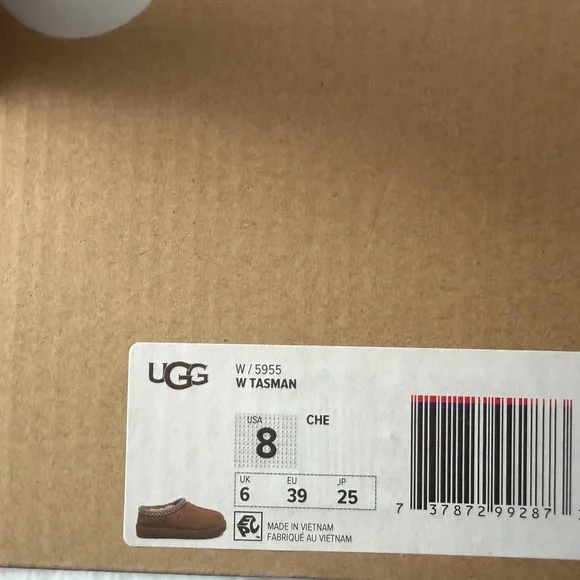 UGG
W / 5955
W TASMAN
USA
8
CHE
UK EU JP
6 39 25
MADE IN VIETNAM
FABRIQUÉ AU VIETNAM
7 37872 99287